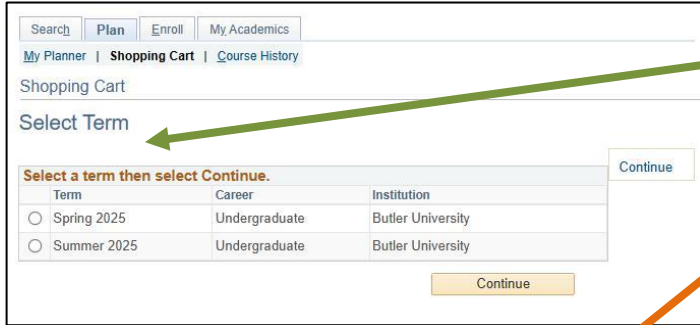 Search Plan Enroll My Academics
My Planner | Shopping Cart | Course History
Shopping Cart
Select Term
Continue
Select a term then select Continue.
Term Career Institution
Spring 2025 Undergraduate Butler University
Summer 2025 Undergraduate Butler University
Continue